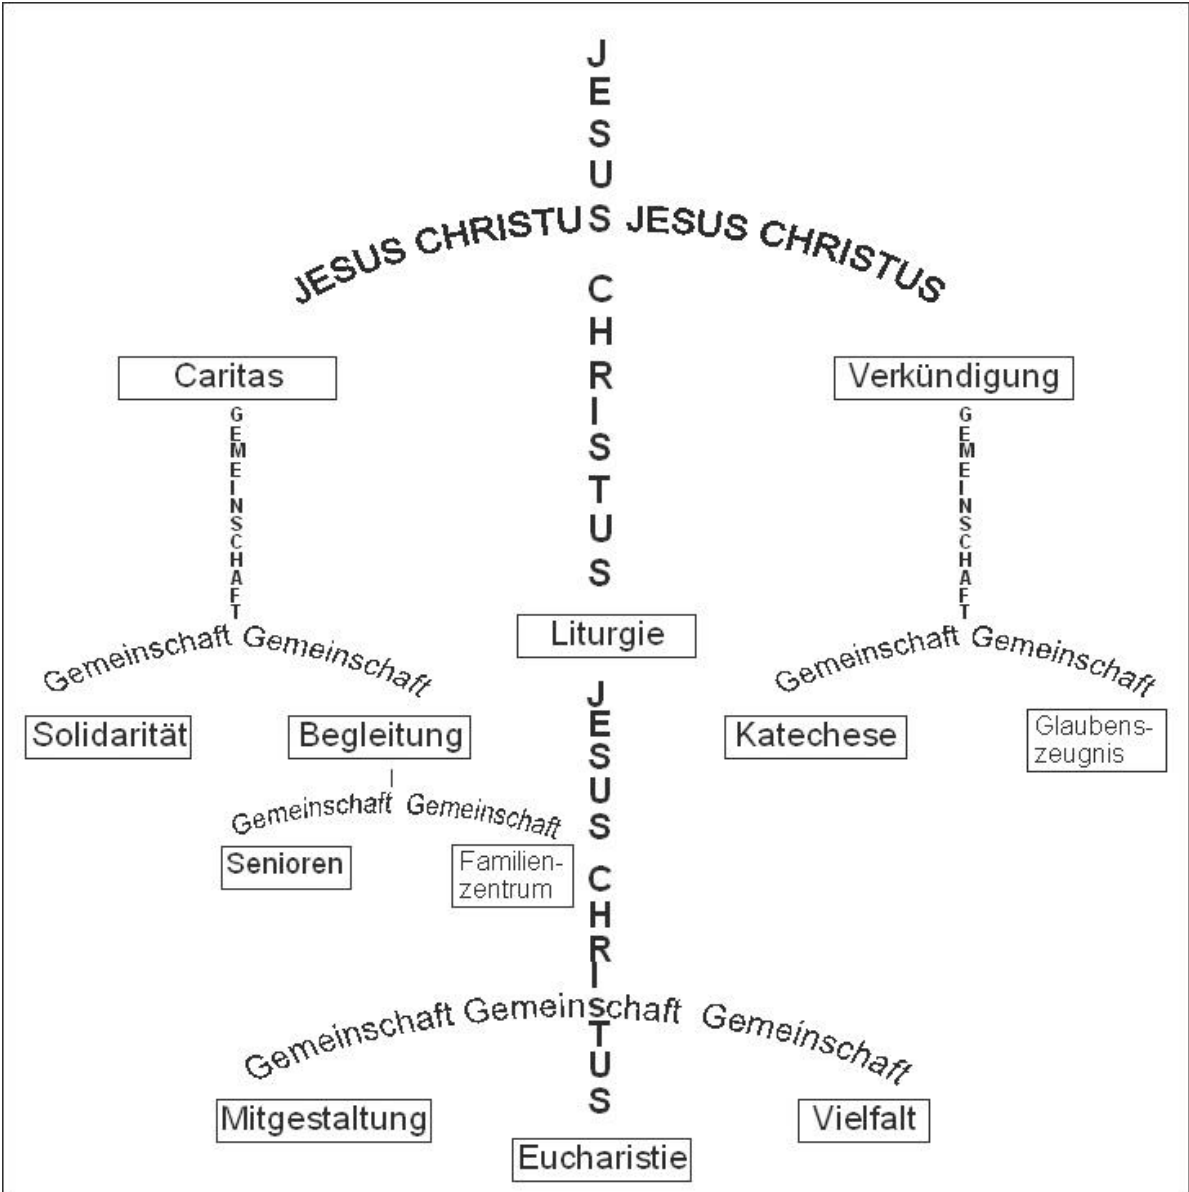 JESUS CHRISTUS
JESUS CHRISTUS JESUS CHRISTUS
Caritas
Verkündigung
GEMEINSCHAFT
GEMEINSCHAFT
Gemeinschaft Gemeinschaft
Liturgie
Gemeinschaft Gemeinschaft
Solidarität
Begleitung
Katechese
Glaubens-
zeugnis
JESUS CHRISTUS
Gemeinschaft Gemeinschaft
Senioren
Familien-
zentrum
Gemeinschaft Gemeinschaft Gemeinschaft
Mitgestaltung
Vielfalt
Eucharistie